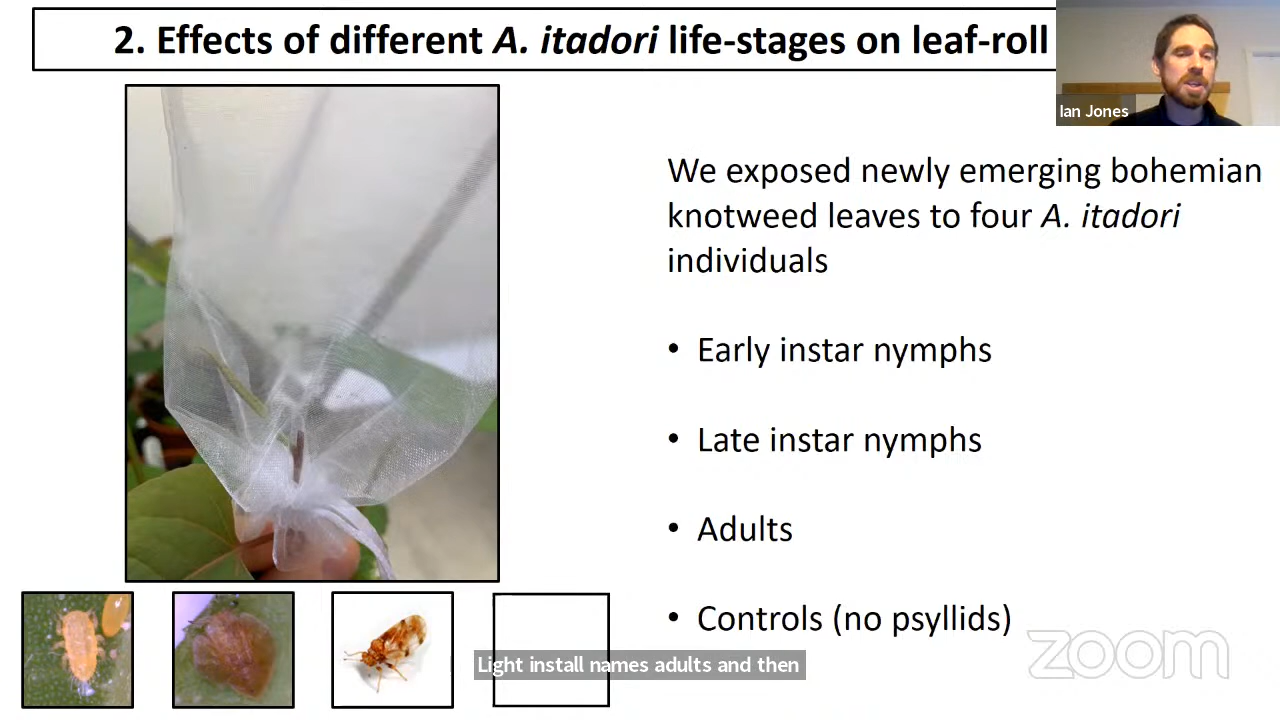 2. Effects of different A. itadori life-stages on leaf-roll
Ian Jones
We exposed newly emerging bohemian
knotweed leaves to four A. itadori
individuals
• Early instar nymphs
• Late instar nymphs
• Adults
• Controls (no psyllids)
Light install names adults and then
zoom